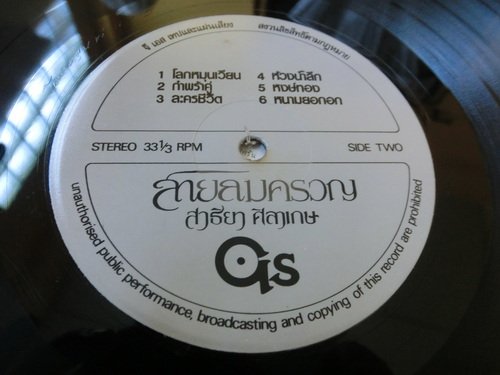 จี เอส เทปและแผ่นเสียง สงวนลิขสิทธิ์ตามกฎหมาย
1 โลกหมุนเวียน
2 กำพร้าคู่
3 ละครชีวิต
4 ห้วงน้ำลึก
5 หงษ์ทอง
6 หนามยอกอก
STEREO 33 1/3 RPM
SIDE TWO
สายลมครวญ
สาธิยา ศิลาเกษ
GS
unauthorised public performance, broadcasting and copying of this record are prohibited